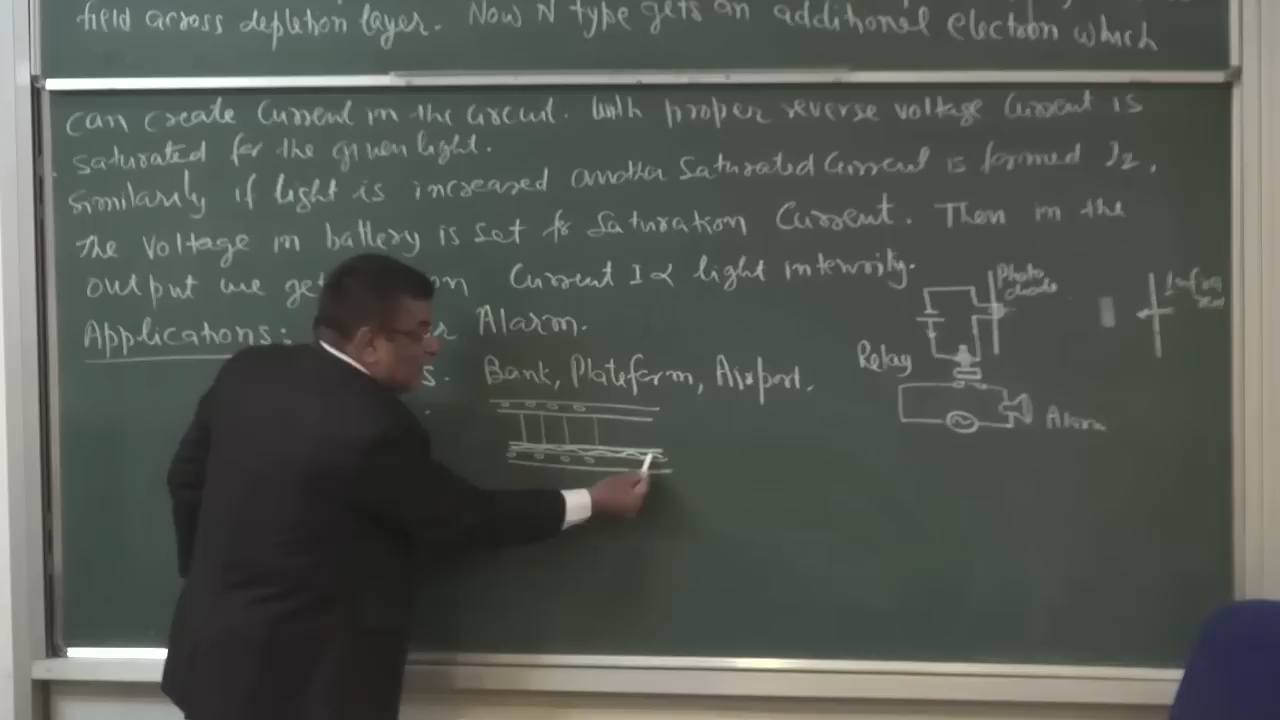 field across depletion layer. Now N type gets an additional electron which
can create current in the circuit. With proper reverse voltage current is
saturated for the given light.
Similarly if light is increased another saturated current is formed I2,
The voltage in battery is set for saturation current. Then in the
output we get Current I ∝ light intensity.
Applications: Alarm.
s. Bank, Plateform, Airport.
Photo
diode
Relay
Alarm